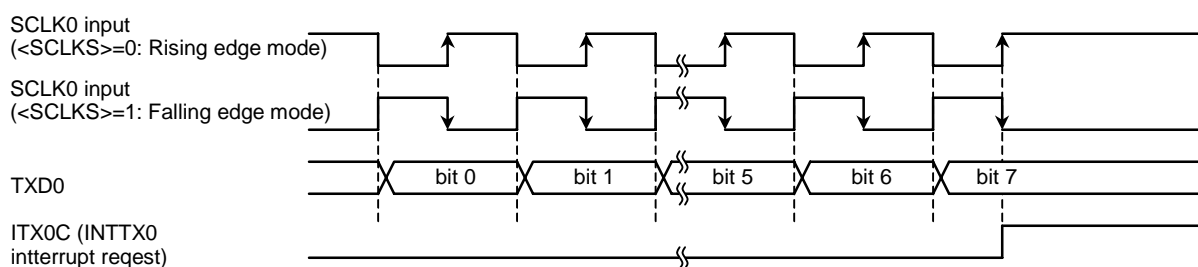 SCLK0 input
(<SCLKS>=0: Rising edge mode)
SCLK0 input
(<SCLKS>=1: Falling edge mode)
TXD0
bit 0
bit 1
bit 5
bit 6
bit 7
ITX0C (INTTX0
intterrupt reqest)